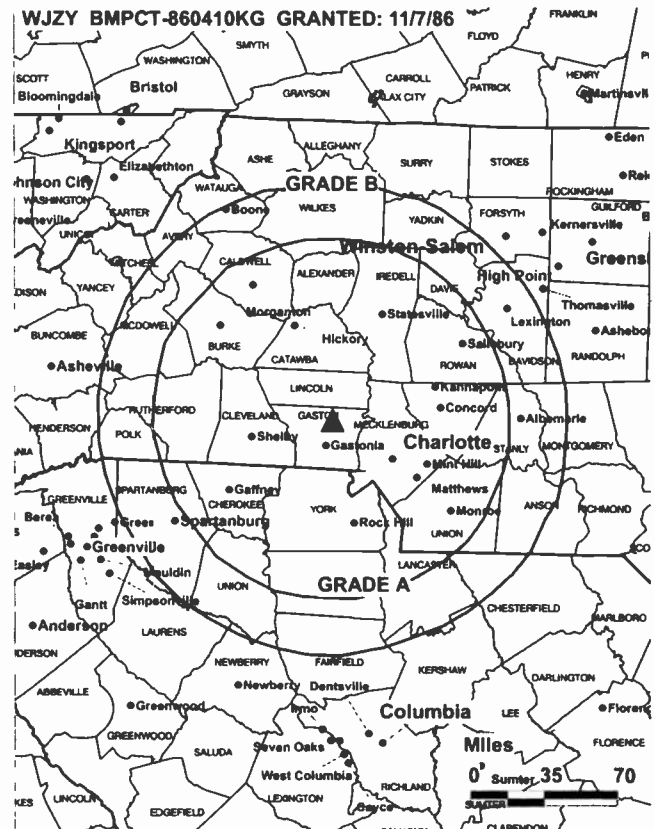 WJZY BMPCT-860410KG GRANTED: 11/7/86
FRANKLIN
FLOYD
SMYTH
WASHINGTON
SCOTT
Bristol
Bloomingdale
CARROLL
GRAYSON
PATRICK
HENRY
Kingsport
Eden
ALLEGHANY
ASHE
SURRY
STOKES
Elizabethton
WATAUGA
GRADE B
ROCKINGHAM
WASHINGTON
CARTER
Boone
WILKES
YADKIN
FORSYTH
GUILFORD
Kernersville
AVERY
Winston-Salem
CALDWELL
ALEXANDER
IREDELL
DAVIE
High Point
YANCEY
Thomasville
MCDOWELL
Morganton
Statesville
Lexington
BUNCOMBE
BURKE
Hickory
Salisbury
CATAWBA
ROWAN
DAVIDSON
RANDOLPH
Asheville
LINCOLN
Kannapolis
RUTHERFORD
CLEVELAND
GASTON
MECKLENBURG
Concord
Albemarle
HENDERSON
POLK
Shelby
Gastonia
Charlotte
STANLY
MONTGOMERY
Mint Hill
GREENVILLE
SPARTANBURG
Gaffney
CHEROKEE
YORK
Matthews
ANSON
RICHMOND
Greer
Spartanburg
Rock Hill
Monroe
UNION
Greenville
Mauldin
UNION
GRADE A
LANCASTER
Gantt
Simpsonville
CHESTERFIELD
Anderson
LAURENS
MARLBORO
NEWBERRY
FAIRFIELD
KERSHAW
DARLINGTON
ABBEVILLE
Newberry
Dentsville
Greenwood
Irmo
Columbia
LEE
GREENWOOD
SALUDA
Seven Oaks
Miles
FLORENCE
West Columbia
0 Sumter 35 70
LINCOLN
EDGEFIELD
LEXINGTON
RICHLAND
Cayce
SUMTER
CLARENDON